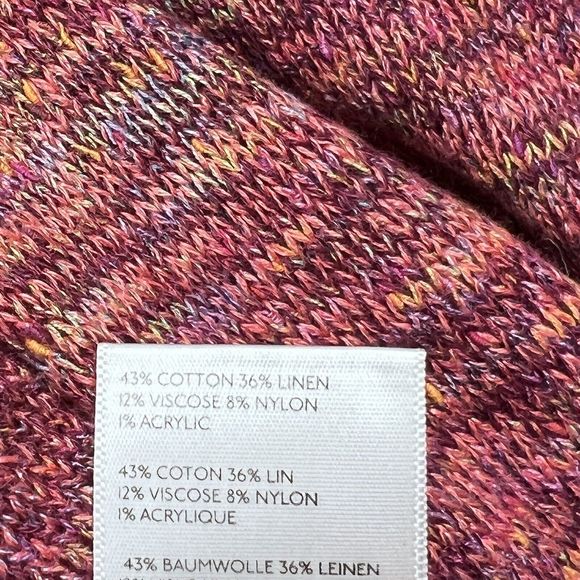 43% COTTON 36% LINEN
12% VISCOSE 8% NYLON
1% ACRYLIC
43% COTON 36% LIN
12% VISCOSE 8% NYLON
1% ACRYLIQUE
43% BAUMWOLLE 36% LEINEN